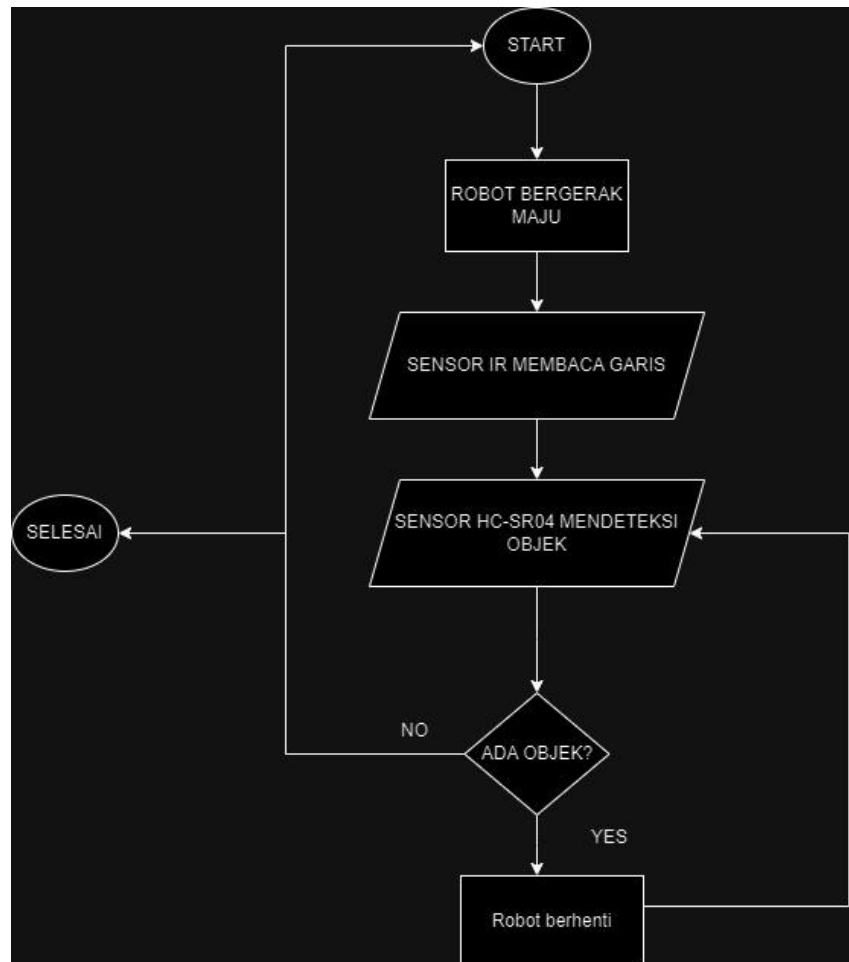 START
ROBOT BERGERAK
MAJU
SENSOR IR MEMBACA GARIS
SENSOR HC-SR04 MENDETEKSI
OBJEK
SELESAI
NO
ADA OBJEK?
YES
Robot berhenti